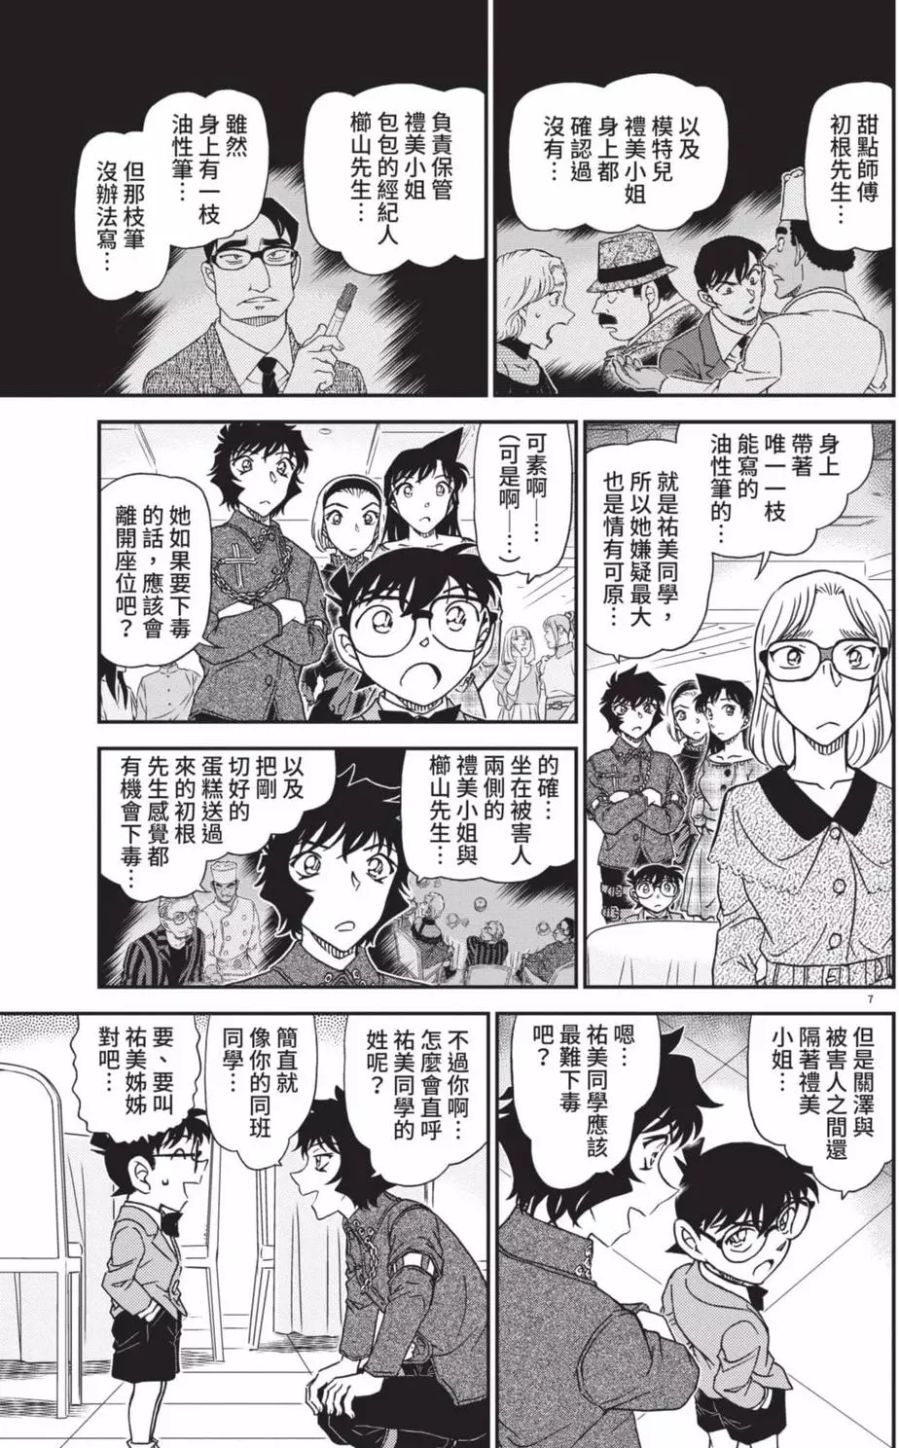 甜點師傅
初根先生…
以及
模特兒
禮美小姐
身上都
確認過
沒有…
負責保管
禮美小姐
包包的經紀人
櫛山先生…
雖然
身上有一枝
油性筆…
但那枝筆
沒辦法寫…
身上
帶著
唯一一枝
能寫的
油性筆的…
就是祐美同學，
所以她嫌疑最大
也是情有可原…
可素啊——…
（可是啊——…）
她如果要下毒
的話，應該會
離開座位吧？
的確…
坐在被害人
兩側的
禮美小姐與
櫛山先生…
以及
把剛
切好的
蛋糕送過
來的初根
先生感覺都
有機會下毒…
7
但是關澤與
被害人之間還
隔著禮美
小姐…
嗯…
祐美同學應該
最難下毒
吧？
不過你啊…
怎麼會直呼
祐美同學的
姓呢？
簡直就
像你的同班
同學…
要、要叫
祐美姊姊
對吧…